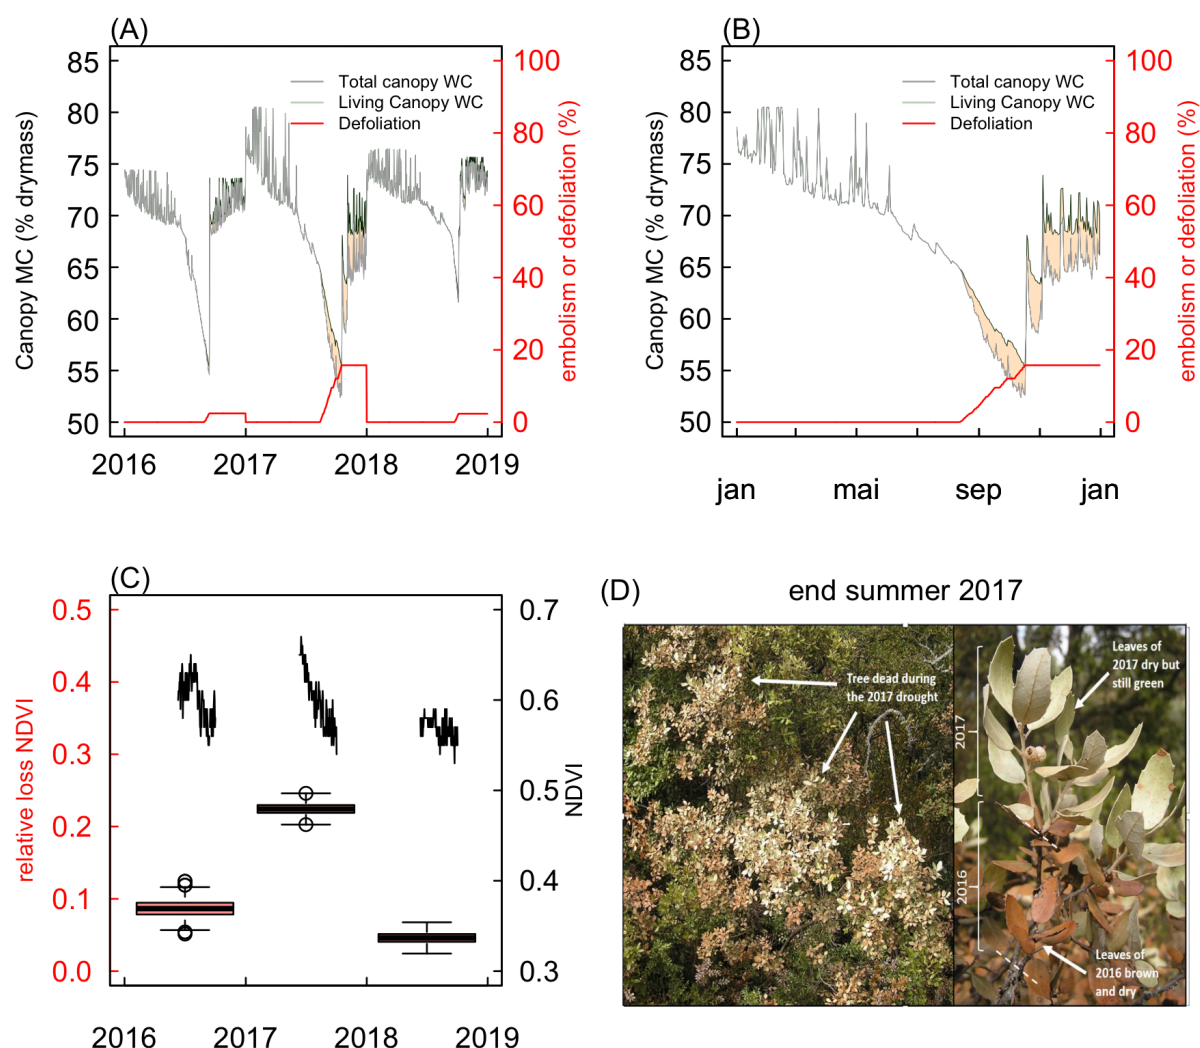 (A)
Canopy MC (% drymass)
85
80
75
70
65
60
55
50
Total canopy WC
Living Canopy WC
Defoliation
100
80
60
40
20
0
embolism or defoliation (%)
2016 2017 2018 2019
(B)
Canopy MC (% drymass)
85
80
75
70
65
60
55
50
Total canopy WC
Living Canopy WC
Defoliation
100
80
60
40
20
0
embolism or defoliation (%)
jan mai sep jan
(C)
relative loss NDVI
0.5
0.4
0.3
0.2
0.1
0.0
0.7
0.6
0.5
0.4
0.3
NDVI
2016 2017 2018 2019
(D)
end summer 2017
Tree dead during
the 2017 drought
Leaves of
2017 dry but
still green
2017
2016
Leaves of
2016 brown
and dry